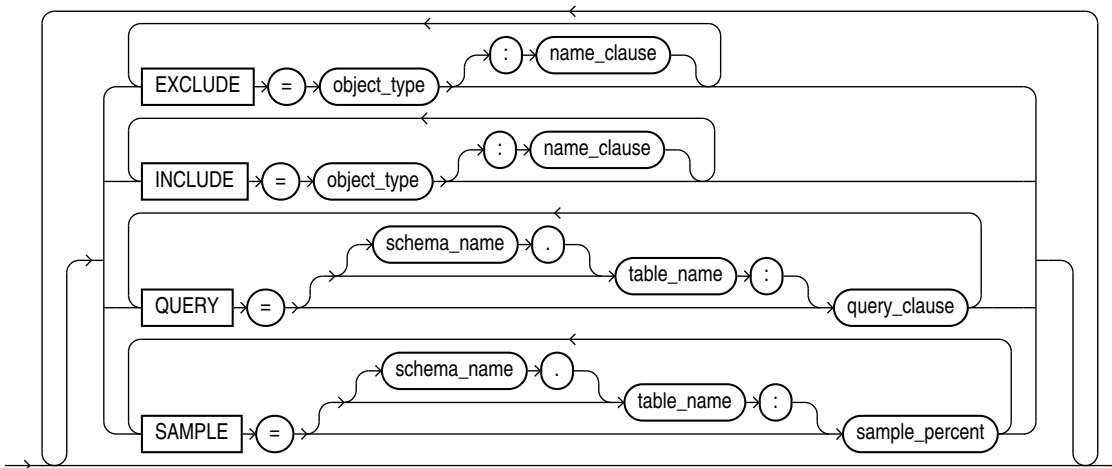 : name_clause
EXCLUDE = object_type
: name_clause
INCLUDE = object_type
schema_name .
table_name :
QUERY = query_clause
schema_name .
table_name :
SAMPLE = sample_percent